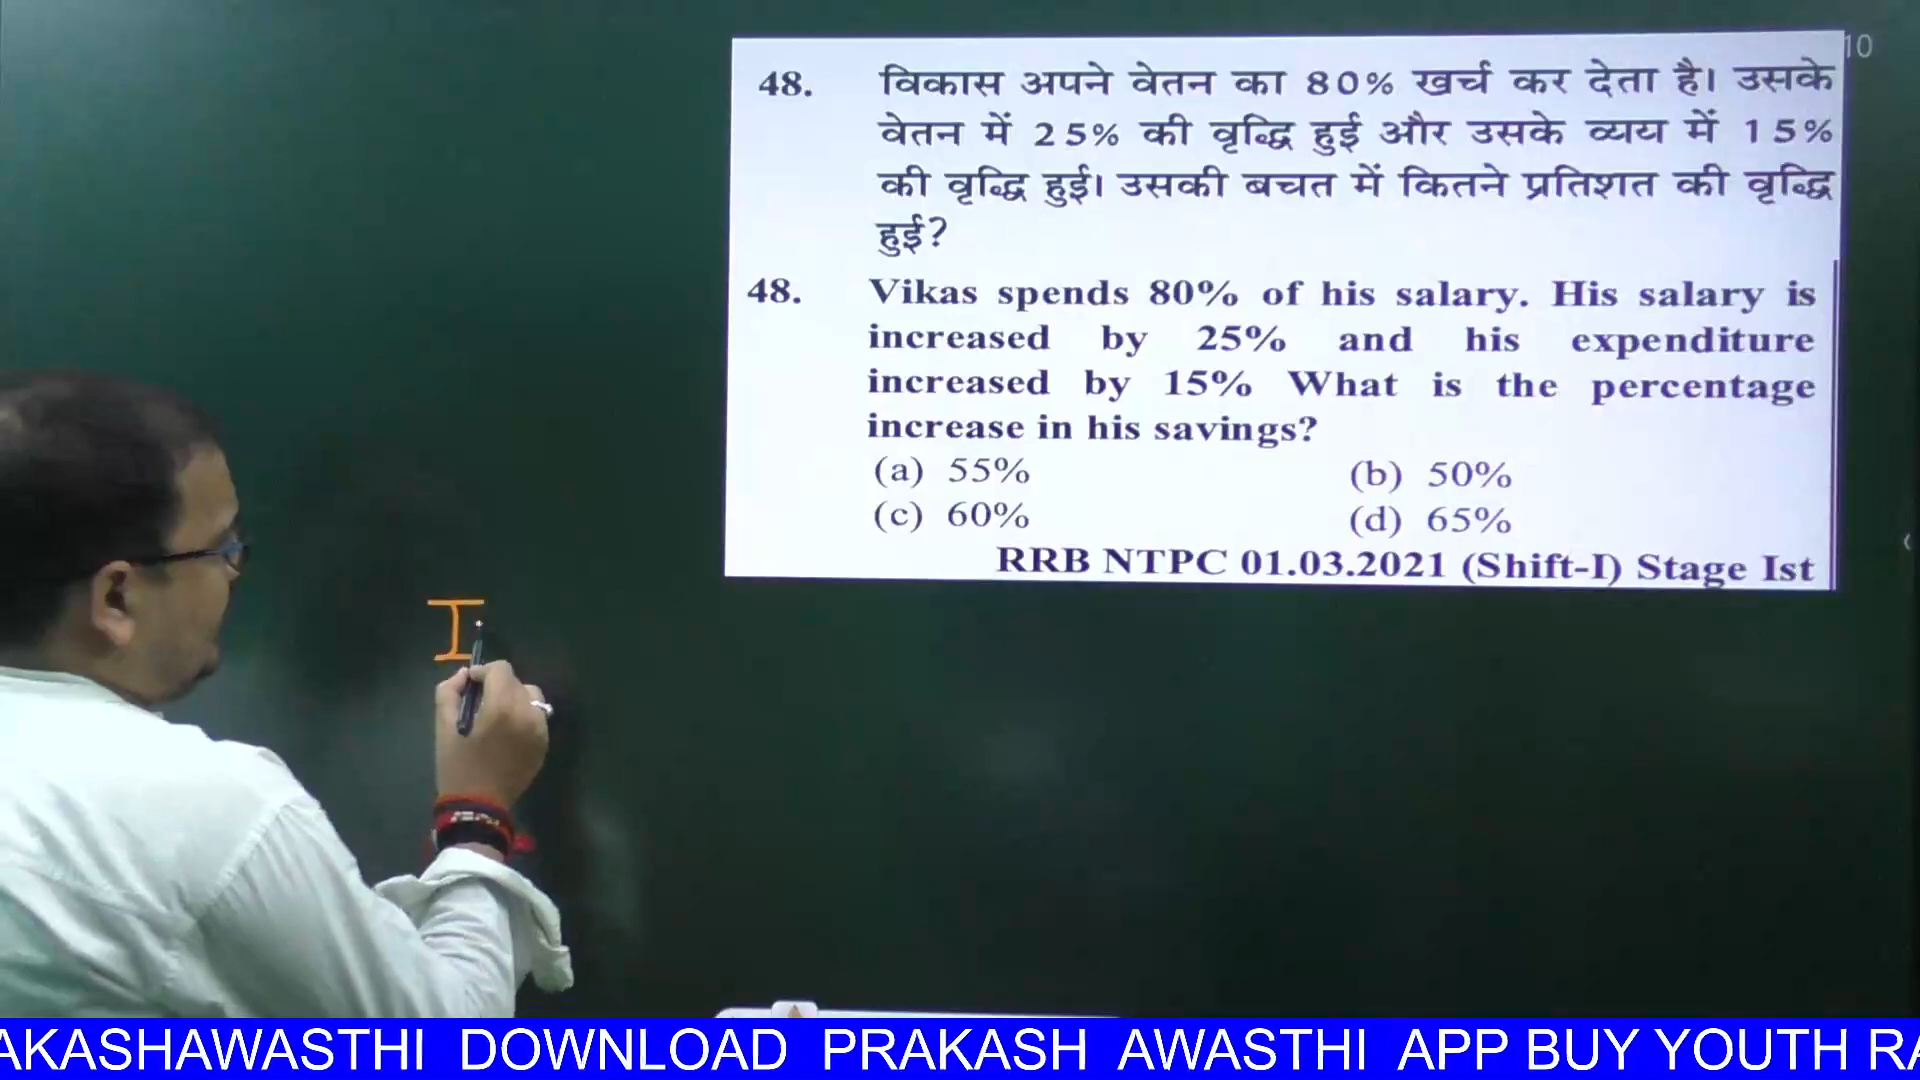 10
48. विकास अपने वेतन का 80% खर्च कर देता है। उसके
वेतन में 25% की वृद्धि हुई और उसके व्यय में 15%
की वृद्धि हुई। उसकी बचत में कितने प्रतिशत की वृद्धि
हुई?
48. Vikas spends 80% of his salary. His salary is
increased by 25% and his expenditure
increased by 15% What is the percentage
increase in his savings?
(a) 55% (b) 50%
(c) 60% (d) 65%
RRB NTPC 01.03.2021 (Shift-I) Stage Ist
I
AKASHAWASTHI DOWNLOAD PRAKASH AWASTHI APP BUY YOUTH RA